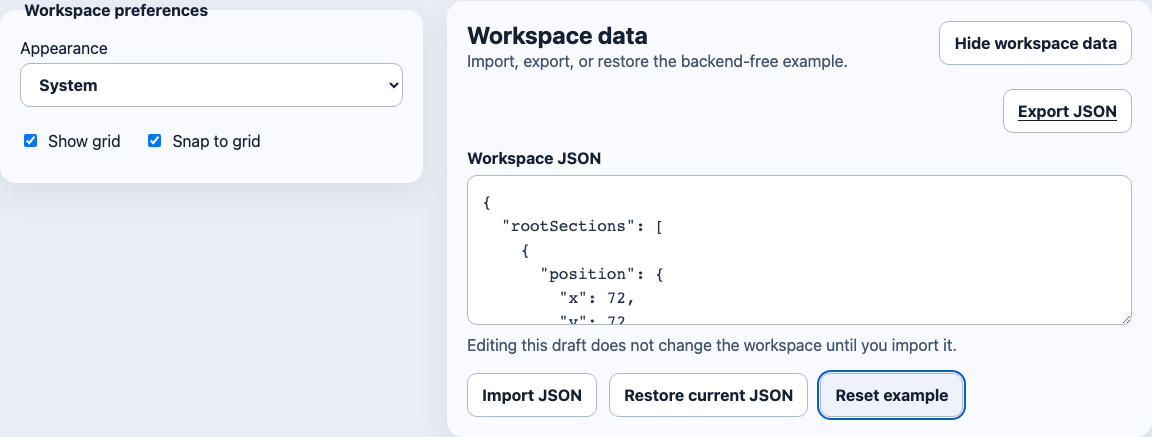 Workspace preferences
Appearance
System
Show grid
Snap to grid
Workspace data
Import, export, or restore the backend-free example.
Hide workspace data
Export JSON
Workspace JSON
{
"rootSections": [
{
"position": {
"x": 72,
"y": 72
Editing this draft does not change the workspace until you import it.
Import JSON
Restore current JSON
Reset example